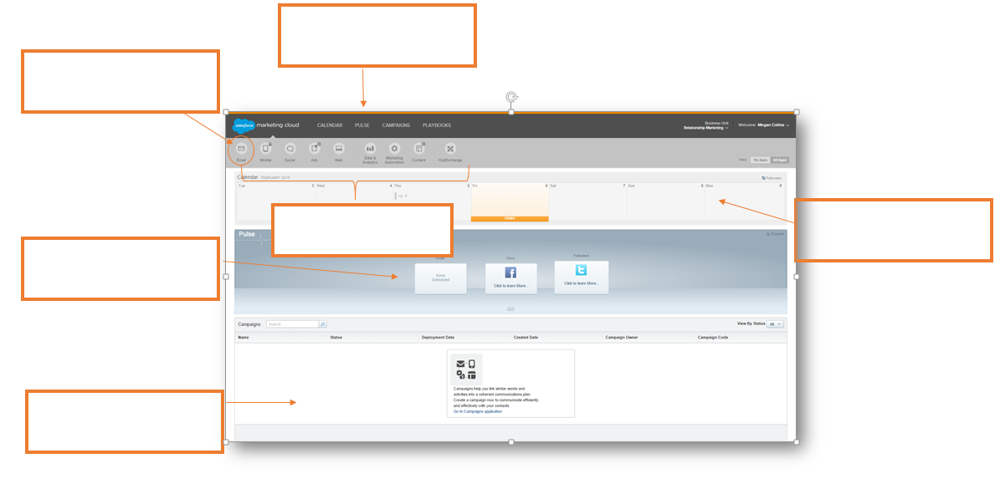 salesforce marketing cloud CALENDAR PULSE CAMPAIGNS PLAYBOOKS
Business Unit
Relationship Marketing
Welcome Megan Collins
Email Mobile Social Ads Web Data & Analytics Marketing Automation Content HubExchange
View My Apps All Apps
Calendar FEBRUARY 2015 Fullscreen
Tue 3 Wed 4 Thu 5 Fri 6 Sat 7 Sun 8 Mon 9
TODAY
Pulse Expand
Email Fans Followers
None
Scheduled
Click to learn More...
Click to learn More...
Campaigns Search View By Status All
Name Status Deployment Date Created Date Campaign Owner Campaign Code
Campaigns help you link similar sends and
activities into a coherent communications plan.
Create a campaign now to communicate efficiently
and effectively with your contacts.
Go to Campaigns application